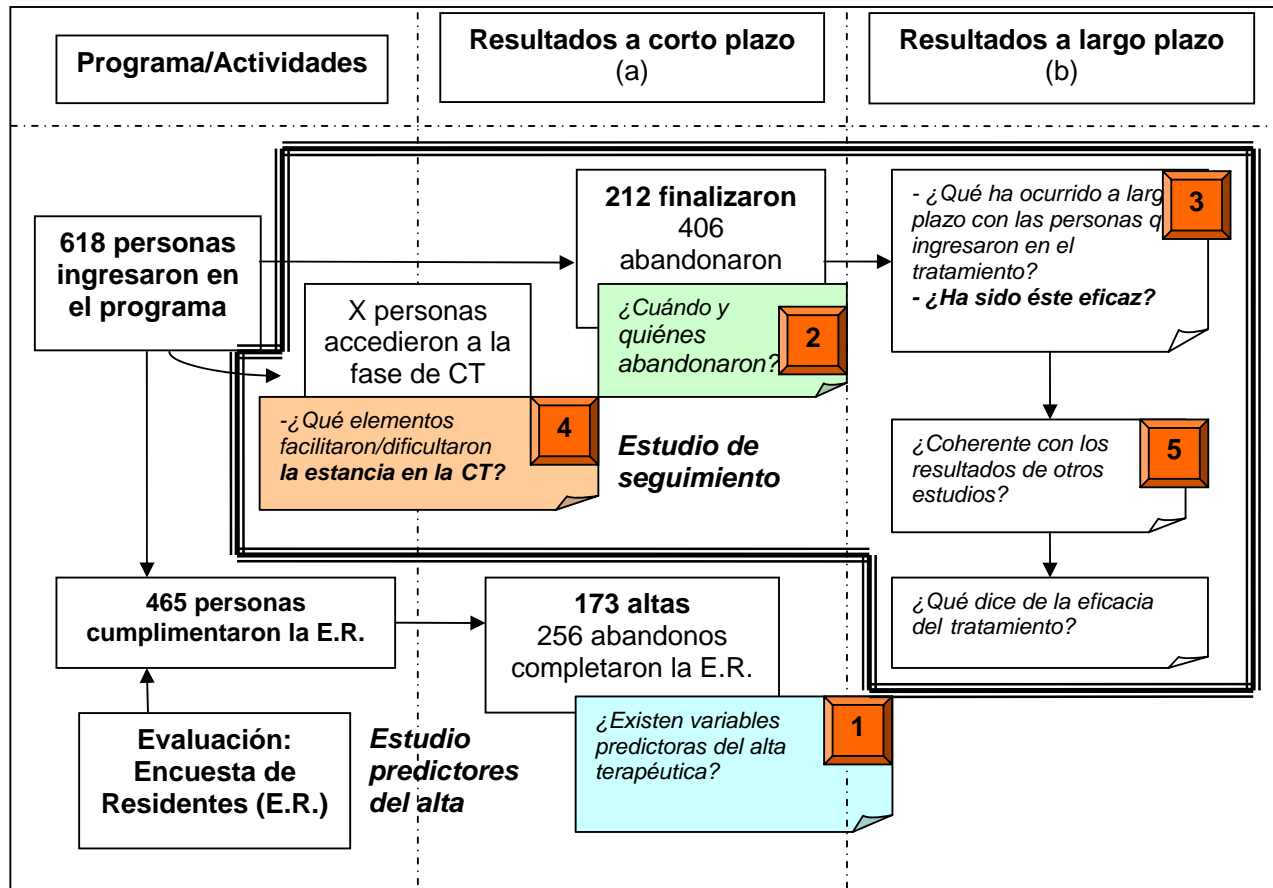 Programa/Actividades
Resultados a corto plazo
(a)
Resultados a largo plazo
(b)
618 personas
ingresaron en
el programa
212 finalizaron
406
abandonaron
- ¿Qué ha ocurrido a larg
plazo con las personas q
ingresaron en el
tratamiento?
- ¿Ha sido éste eficaz?
3
X personas
accedieron a la
fase de CT
¿Cuándo y
quiénes
abandonaron?
2
-¿Qué elementos
facilitaron/dificultaron
la estancia en la CT?
4
Estudio de
seguimiento
¿Coherente con los
resultados de otros
estudios?
5
465 personas
cumplimentaron la E.R.
173 altas
256 abandonos
completaron la E.R.
¿Qué dice de la eficacia
del tratamiento?
Evaluación:
Encuesta de
Residentes (E.R.)
Estudio
predictores
del alta
¿Existen variables
predictoras del alta
terapéutica?
1